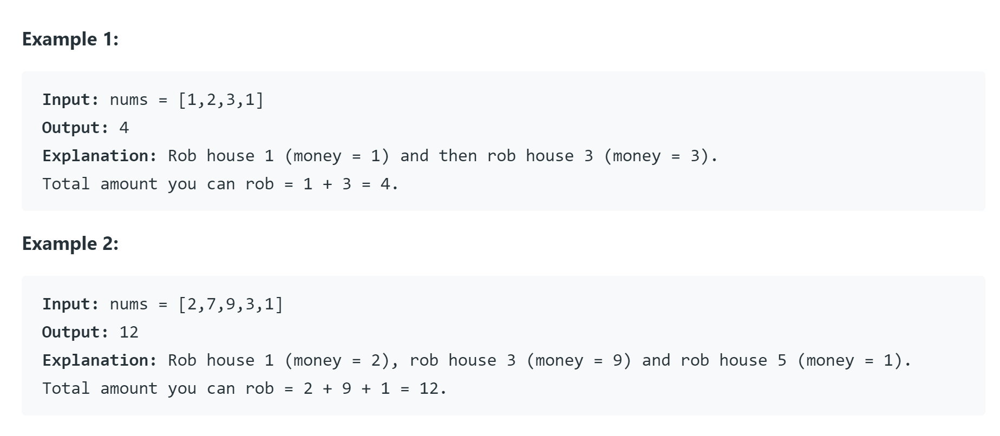 Example 1:
Input: nums = [1,2,3,1]
Output: 4
Explanation: Rob house 1 (money = 1) and then rob house 3 (money = 3).
Total amount you can rob = 1 + 3 = 4.
Example 2:
Input: nums = [2,7,9,3,1]
Output: 12
Explanation: Rob house 1 (money = 2), rob house 3 (money = 9) and rob house 5 (money = 1).
Total amount you can rob = 2 + 9 + 1 = 12.